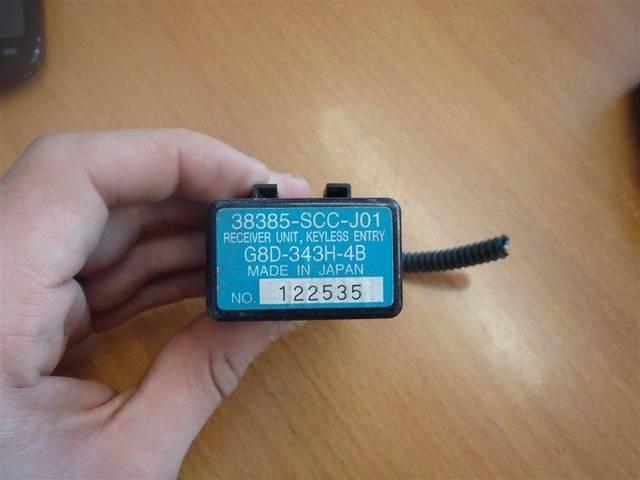 38385-SCC-J01
RECEIVER UNIT, KEYLESS ENTRY
G8D-343H-4B
MADE IN JAPAN
NO. 122535